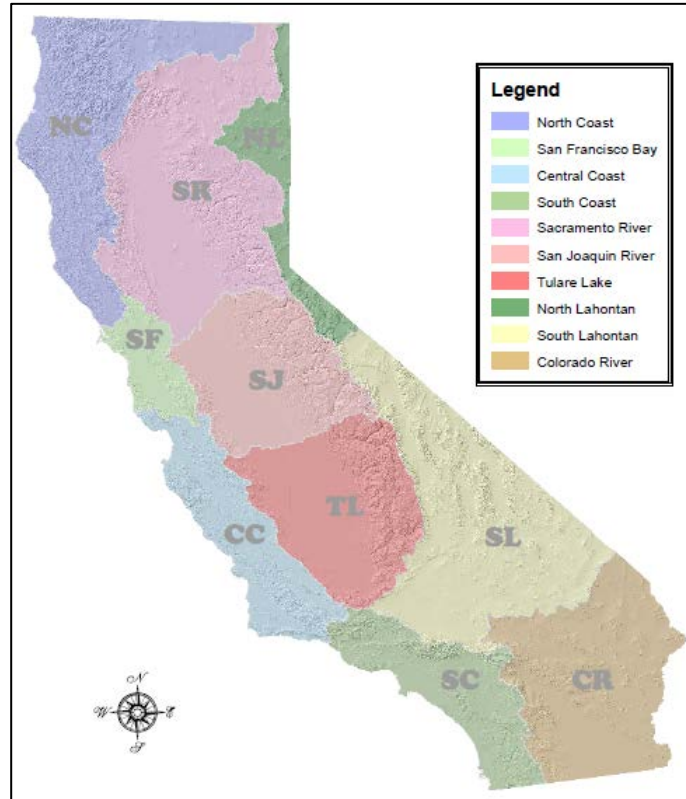 NC
NL
SR
SF
SJ
TL
CC
SL
SC
CR
Legend
North Coast
San Francisco Bay
Central Coast
South Coast
Sacramento River
San Joaquin River
Tulare Lake
North Lahontan
South Lahontan
Colorado River
N
W E
S